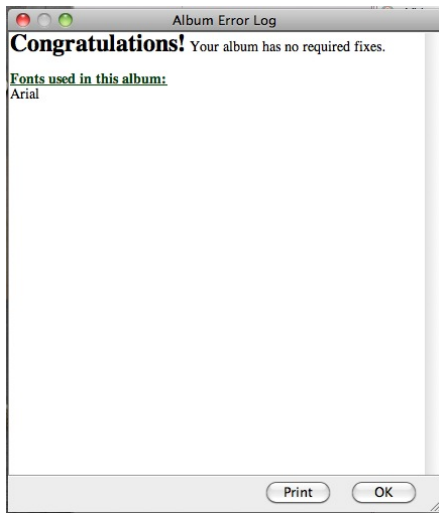 Album Error Log
Congratulations! Your album has no required fixes.
Fonts used in this album:
Arial
Print OK